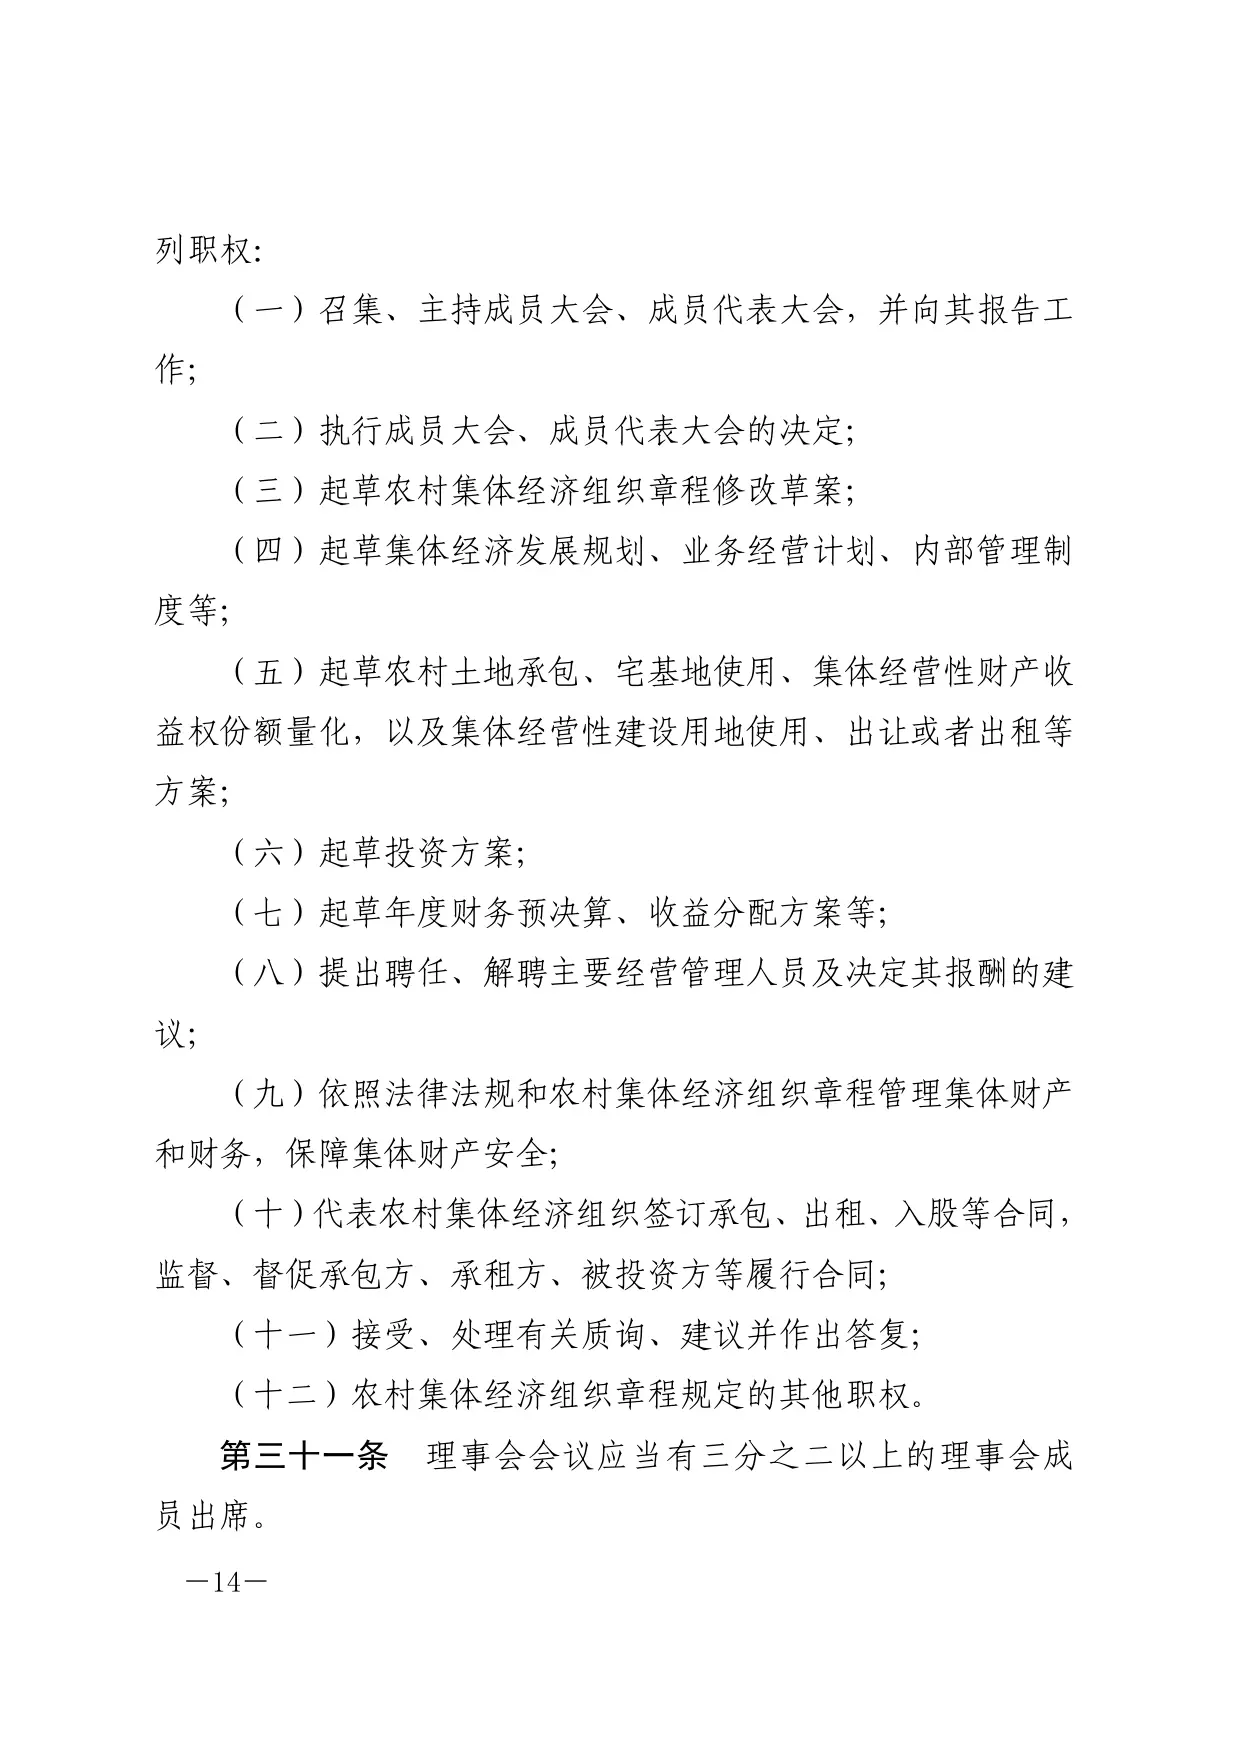 列职权：
（一）召集、主持成员大会、成员代表大会，并向其报告工
作；
（二）执行成员大会、成员代表大会的决定；
（三）起草农村集体经济组织章程修改草案；
（四）起草集体经济发展规划、业务经营计划、内部管理制
度等；
（五）起草农村土地承包、宅基地使用、集体经营性财产收
益权份额量化，以及集体经营性建设用地使用、出让或者出租等
方案；
（六）起草投资方案；
（七）起草年度财务预决算、收益分配方案等；
（八）提出聘任、解聘主要经营管理人员及决定其报酬的建
议；
（九）依照法律法规和农村集体经济组织章程管理集体财产
和财务，保障集体财产安全；
（十）代表农村集体经济组织签订承包、出租、入股等合同，
监督、督促承包方、承租方、被投资方等履行合同；
（十一）接受、处理有关质询、建议并作出答复；
（十二）农村集体经济组织章程规定的其他职权。
第三十一条　理事会会议应当有三分之二以上的理事会成
员出席。
—14—